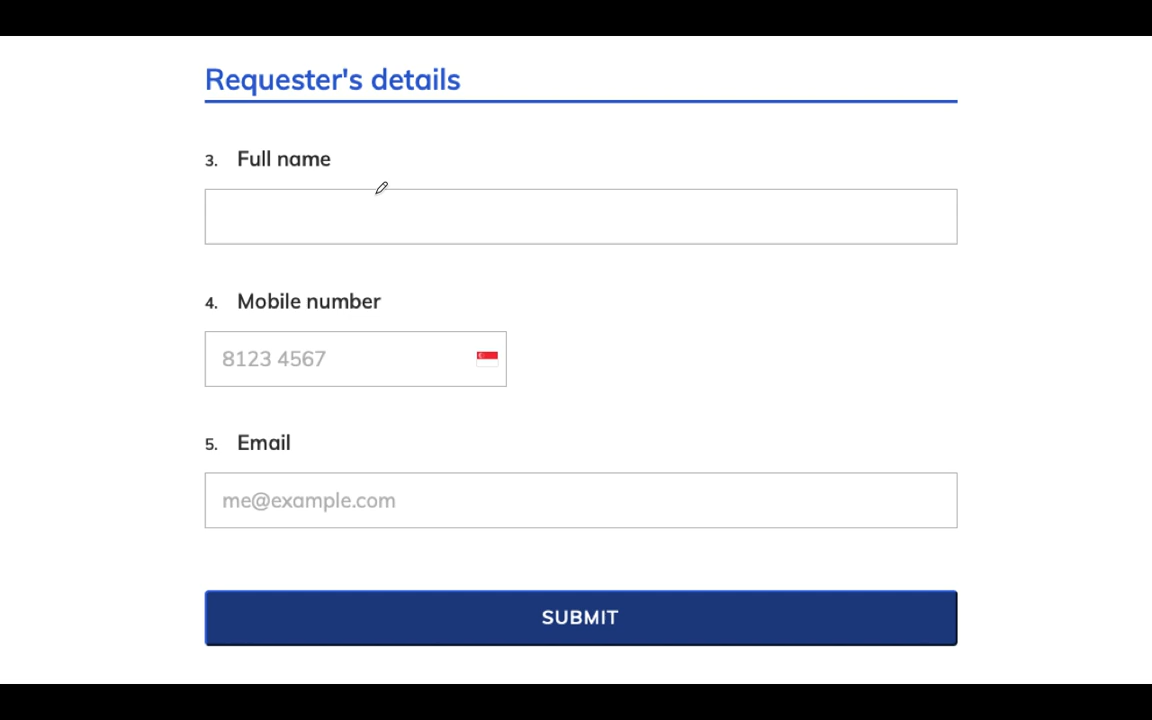 Requester's details
3. Full name
4. Mobile number
8123 4567
5. Email
me@example.com
SUBMIT